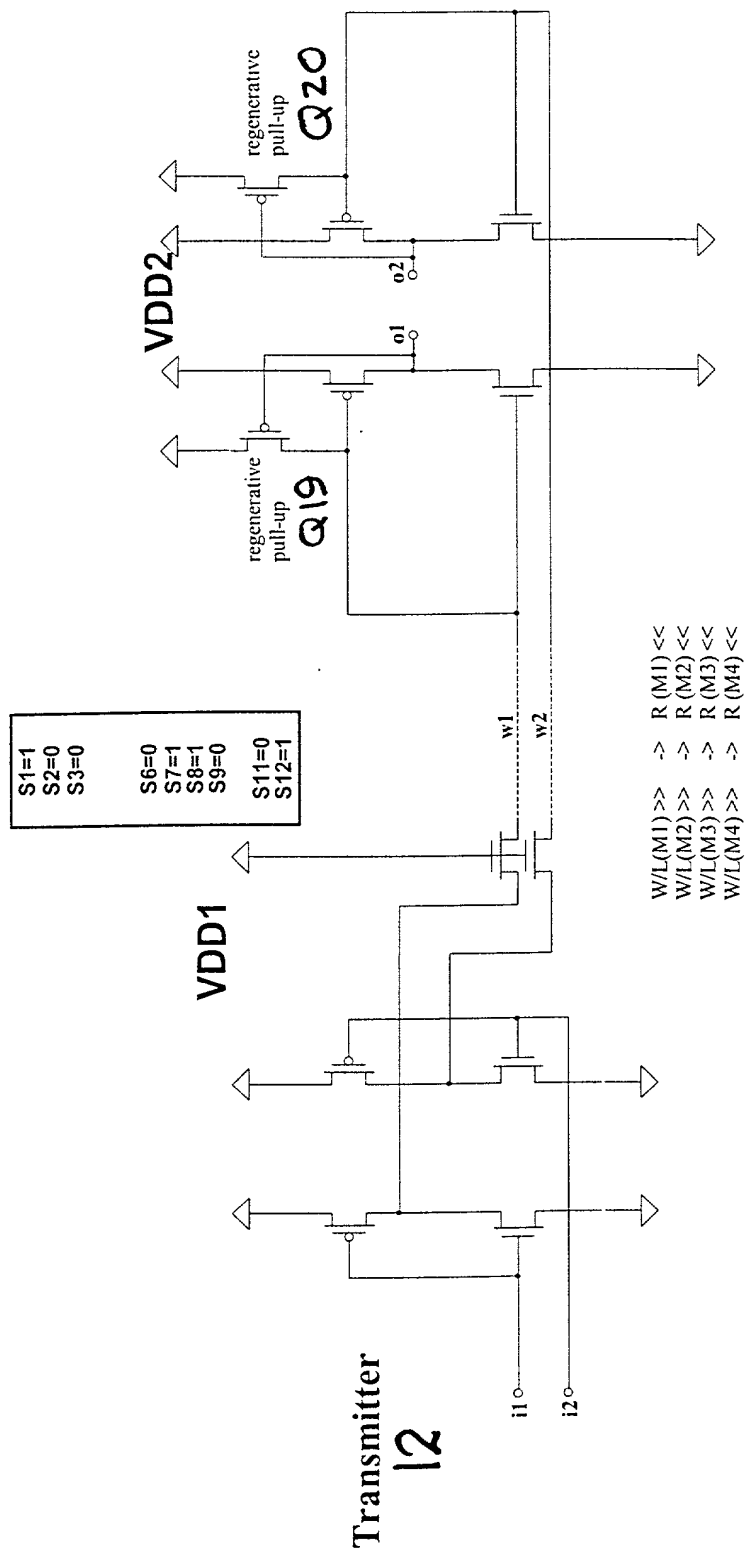 S1=1
S2=0
S3=0
S6=0
S7=1
S8=1
S9=0
S11=0
S12=1
VDD1
VDD2
regenerative
pull-up
Q19
regenerative
pull-up
Q20
Transmitter
12
i1
i2
w1
w2
o1
o2
W/L(M1) >> -> R (M1) <<
W/L(M2) >> -> R (M2) <<
W/L(M3) >> -> R (M3) <<
W/L(M4) >> -> R (M4) <<